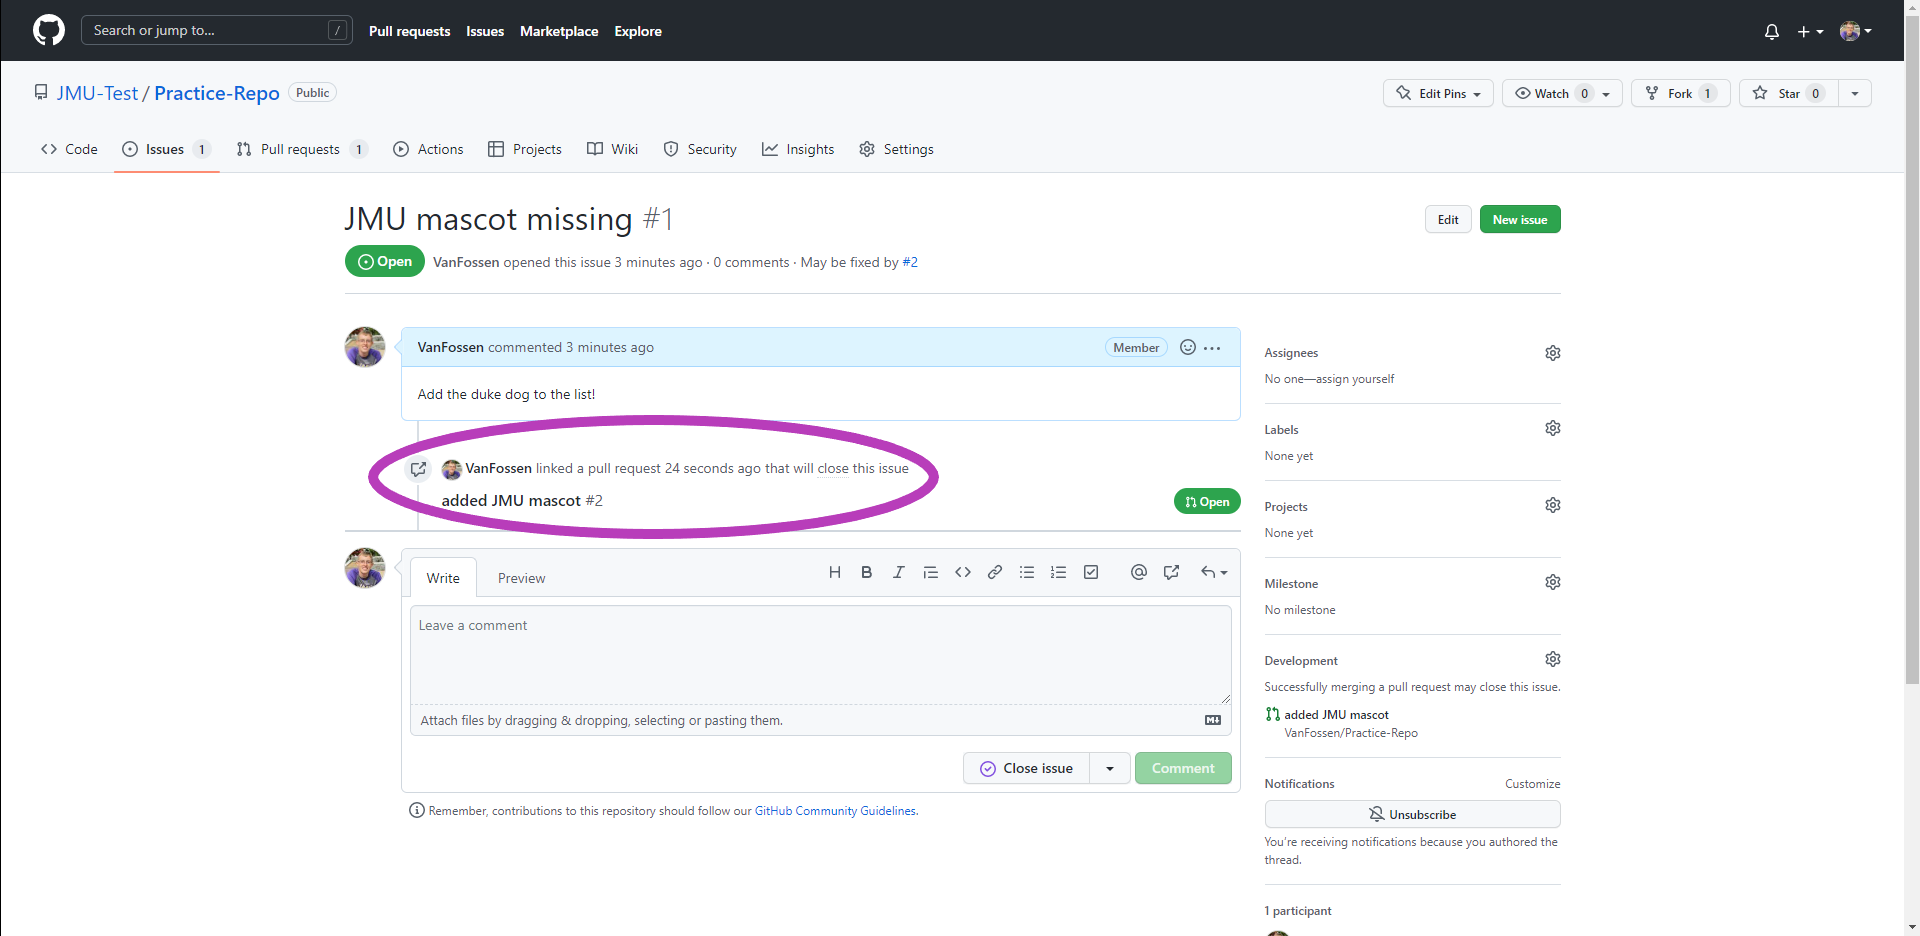 Search or jump to... /
Pull requests Issues Marketplace Explore
JMU-Test / Practice-Repo Public
Edit Pins Watch 0 Fork 1 Star 0
Code Issues 1 Pull requests 1 Actions Projects Wiki Security Insights Settings
JMU mascot missing #1
Edit New issue
Open VanFossen opened this issue 3 minutes ago · 0 comments · May be fixed by #2
VanFossen commented 3 minutes ago Member
Add the duke dog to the list!
VanFossen linked a pull request 24 seconds ago that will close this issue
added JMU mascot #2
Open
Write Preview
Leave a comment
Attach files by dragging & dropping, selecting or pasting them.
Close issue Comment
Remember, contributions to this repository should follow our GitHub Community Guidelines.
Assignees
No one—assign yourself
Labels
None yet
Projects
None yet
Milestone
No milestone
Development
Successfully merging a pull request may close this issue.
added JMU mascot
VanFossen/Practice-Repo
Notifications Customize
Unsubscribe
You're receiving notifications because you authored the
thread.
1 participant